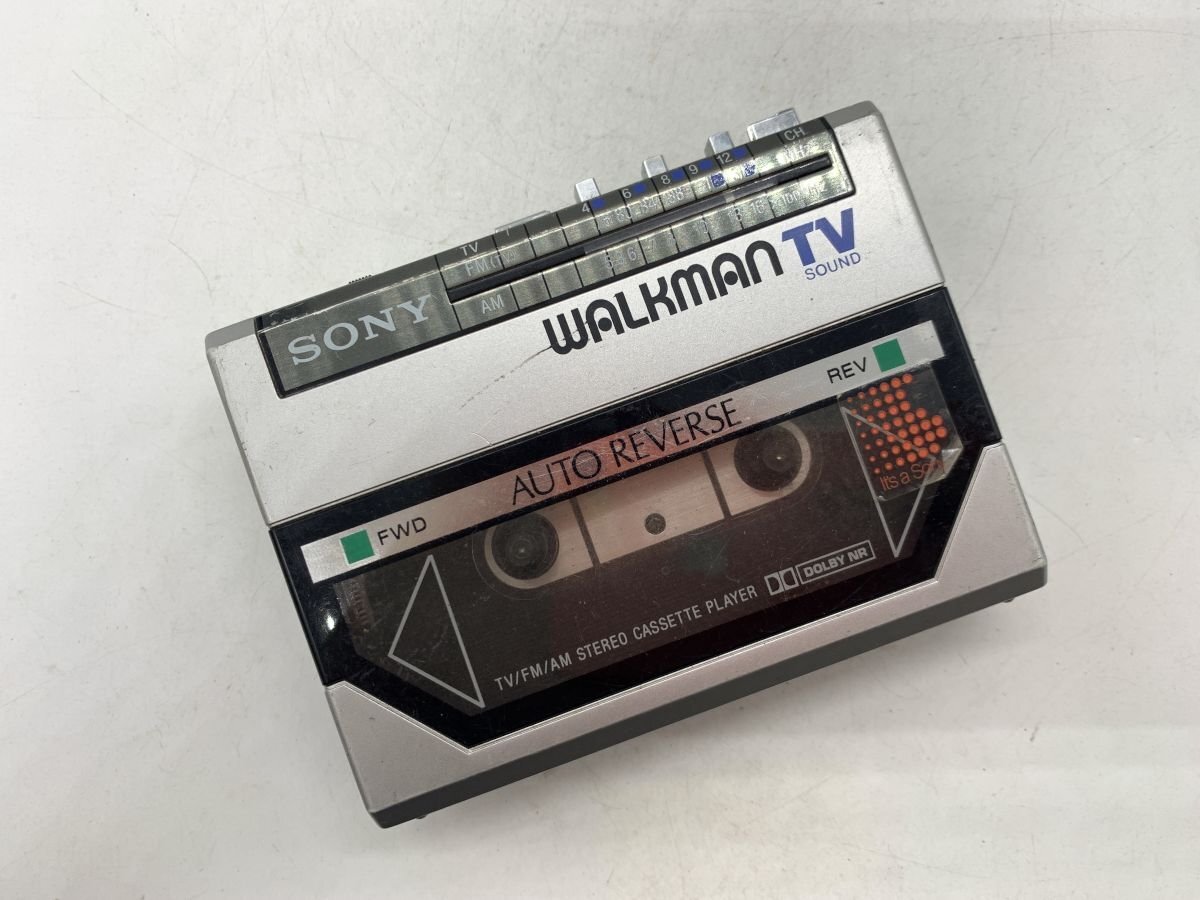 CH
TV 4 6 8 9 12
FM(TV)
AM
SONY
WALKMAN TV
SOUND
REV
AUTO REVERSE
FWD
It's a Sony
DOLBY NR
TV/FM/AM STEREO CASSETTE PLAYER